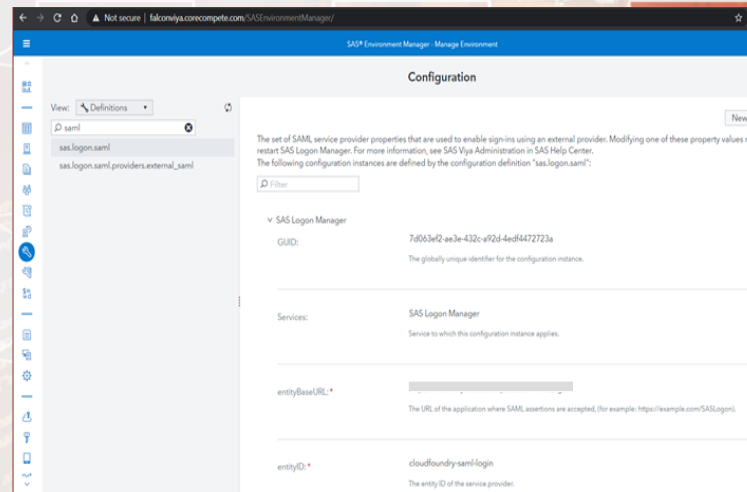 Not secure | falconviya.corecompete.com/SASEnvironmentManager/
SAS® Environment Manager - Manage Environment
Configuration
View: Definitions
saml
New
sas.logon.saml
sas.logon.saml.providers.external_saml
The set of SAML service provider properties that are used to enable sign-ins using an external provider. Modifying one of these property values
restart SAS Logon Manager. For more information, see SAS Viya Administration in SAS Help Center.
The following configuration instances are defined by the configuration definition "sas.logon.saml":
Filter
SAS Logon Manager
GUID: 7d063ef2-ae3e-432c-a92d-4edf4472723a
The globally unique identifier for the configuration instance.
Services: SAS Logon Manager
Service to which this configuration instance applies.
entityBaseURL: *
The URL of the application where SAML assertions are accepted, (for example: https://example.com/SASLogon).
entityID: * cloudfoundry-saml-login
The entity ID of the service provider.